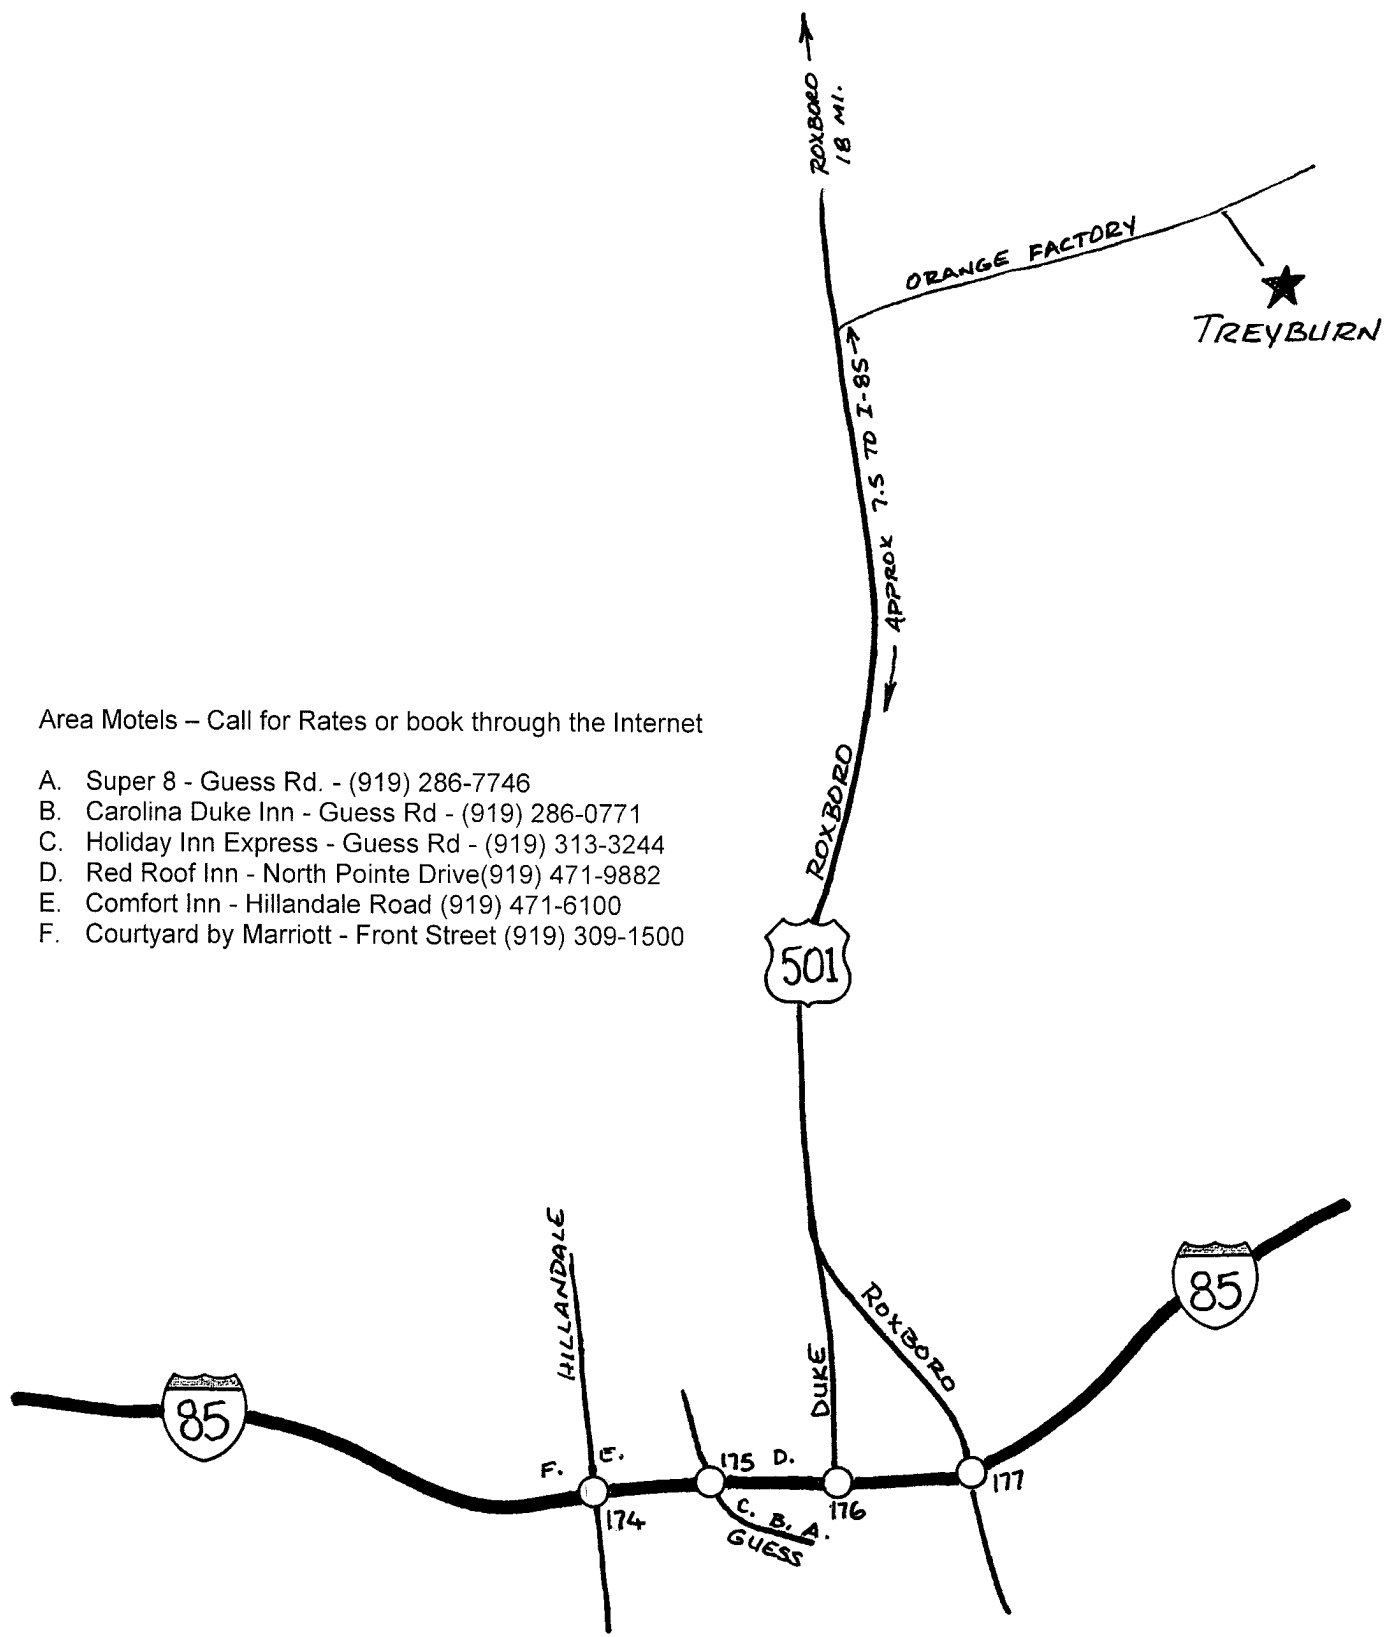 ROXBORO
18 MI.
ORANGE FACTORY
TREYBURN
APPROX 7.5 TO I-85
Area Motels – Call for Rates or book through the Internet
A. Super 8 - Guess Rd. - (919) 286-7746
B. Carolina Duke Inn - Guess Rd - (919) 286-0771
C. Holiday Inn Express - Guess Rd - (919) 313-3244
D. Red Roof Inn - North Pointe Drive(919) 471-9882
E. Comfort Inn - Hillandale Road (919) 471-6100
F. Courtyard by Marriott - Front Street (919) 309-1500
ROXBORO
501
HILLANDALE
85
ROXBORO
DUKE
85
F.
E.
175
D.
174
C. B. A.
GUESS
176
177